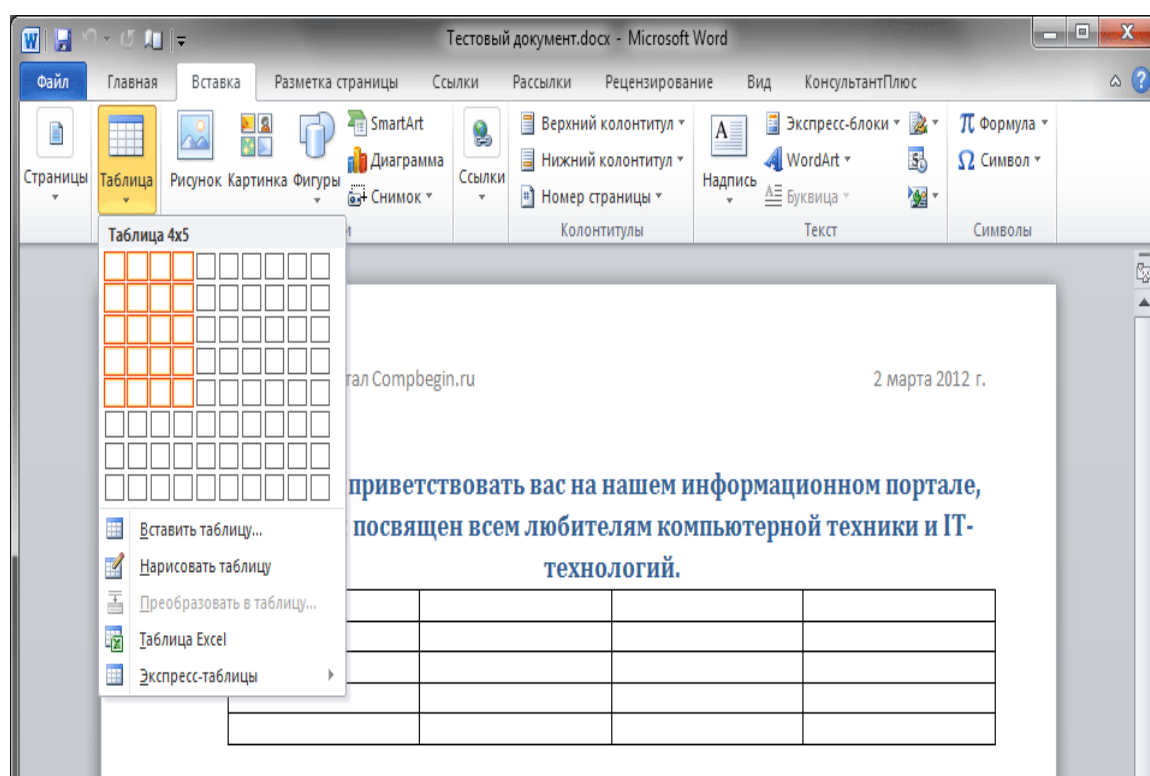 Тестовый документ.docx - Microsoft Word
Файл Главная Вставка Разметка страницы Ссылки Рассылки Рецензирование Вид КонсультантПлюс
Страницы
Таблица
Рисунок Картинка Фигуры
SmartArt
Диаграмма
Снимок
Ссылки
Верхний колонтитул
Нижний колонтитул
Номер страницы
Колонтитулы
Надпись
Экспресс-блоки
WordArt
Буквица
Текст
Формула
Символ
Символы
Таблица 4x5
Вставить таблицу...
Нарисовать таблицу
Преобразовать в таблицу...
Таблица Excel
Экспресс-таблицы
Compbegin.ru 2 марта 2012 г.
приветствовать вас на нашем информационном портале,
посвящен всем любителям компьютерной техники и IT-
технологий.